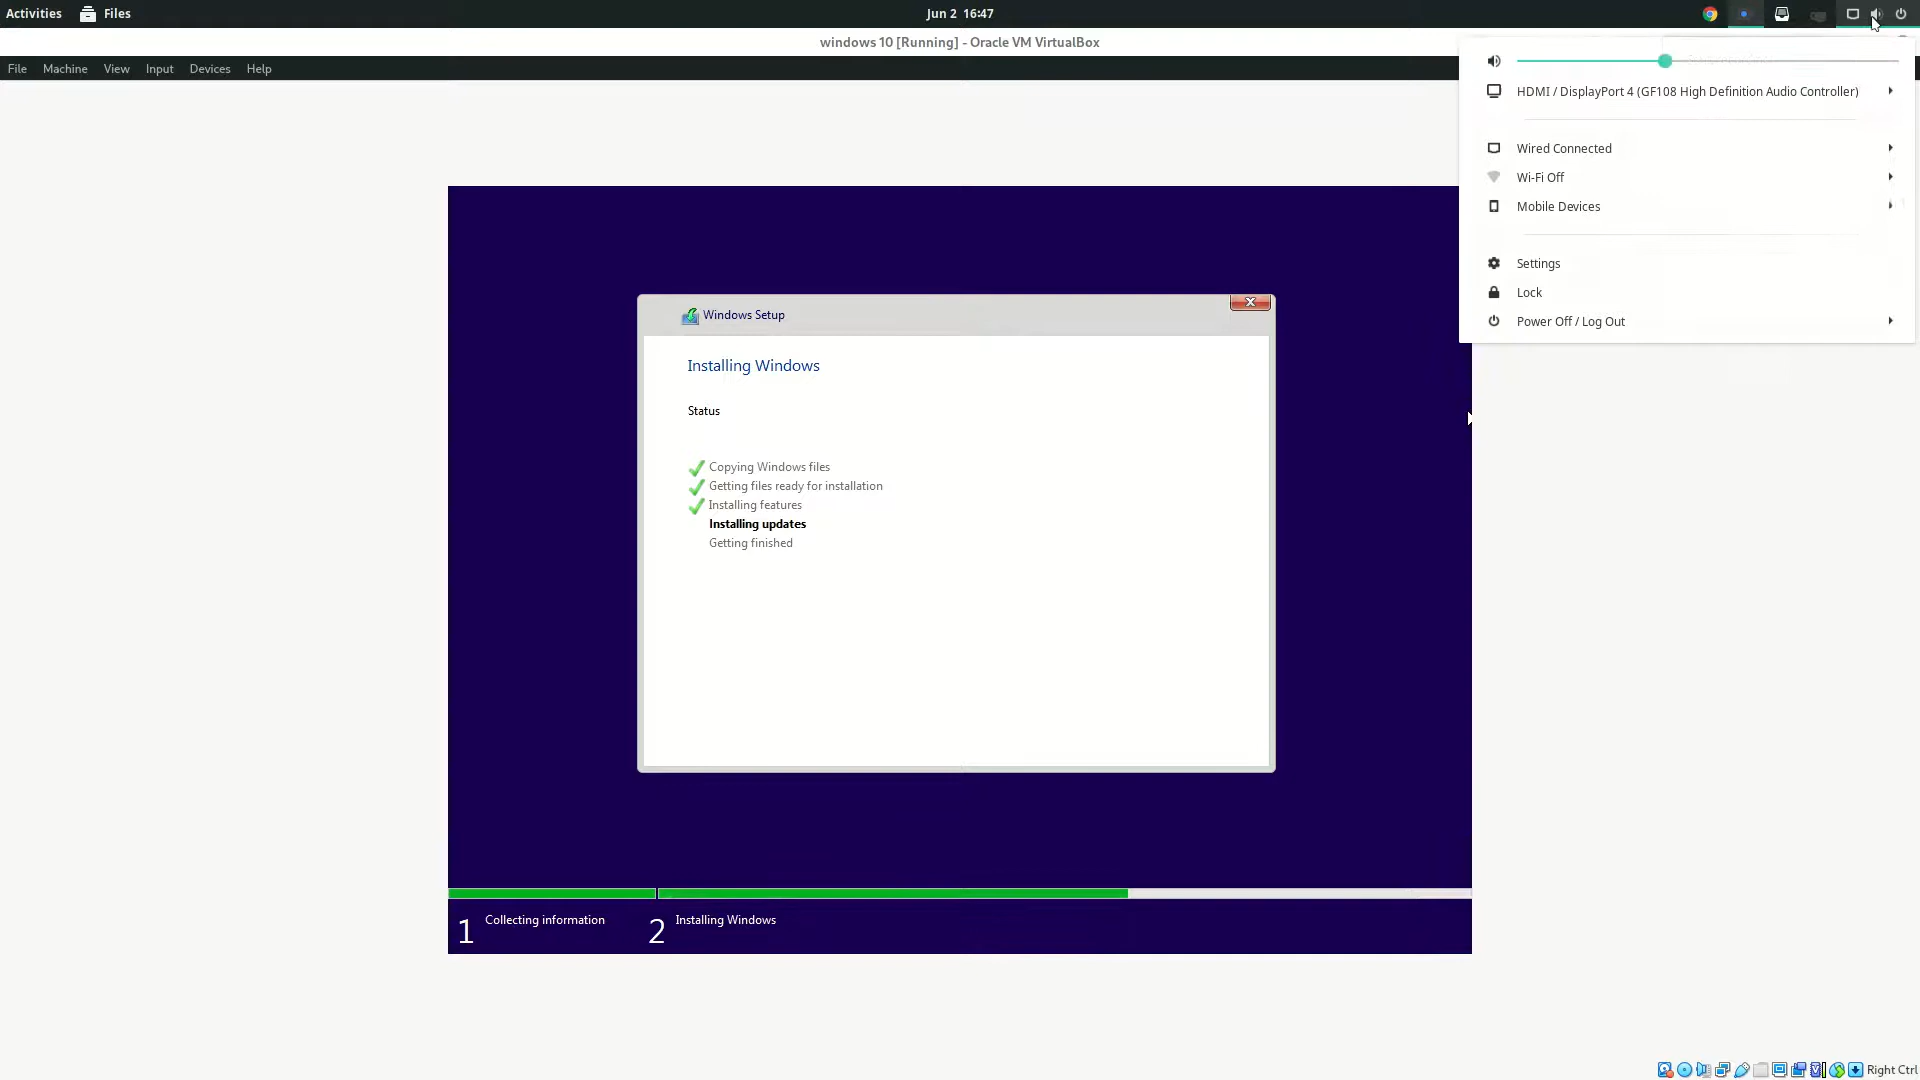 Activities Files Jun 2 16:47
windows 10 [Running] - Oracle VM VirtualBox
File Machine View Input Devices Help
HDMI / DisplayPort 4 (GF108 High Definition Audio Controller)
Wired Connected
Wi-Fi Off
Mobile Devices
Settings
Lock
Power Off / Log Out
Windows Setup
Installing Windows
Status
Copying Windows files
Getting files ready for installation
Installing features
Installing updates
Getting finished
1 Collecting information 2 Installing Windows
Right Ctrl